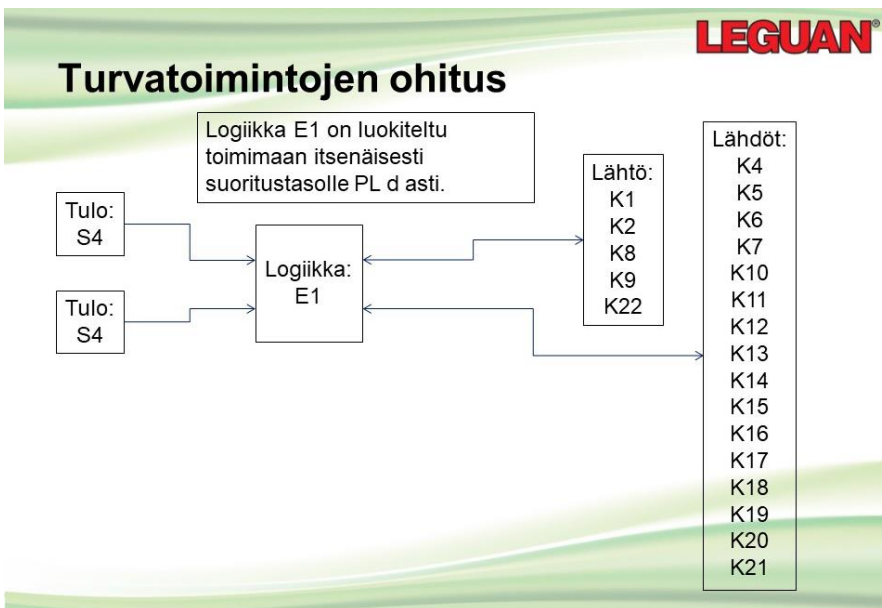 LEGUAN®
Turvatoimintojen ohitus
Logiikka E1 on luokiteltu
toimimaan itsenäisesti
suoritustasolle PL d asti.
Tulo:
S4
Tulo:
S4
Logiikka:
E1
Lähtö:
K1
K2
K8
K9
K22
Lähdöt:
K4
K5
K6
K7
K10
K11
K12
K13
K14
K15
K16
K17
K18
K19
K20
K21